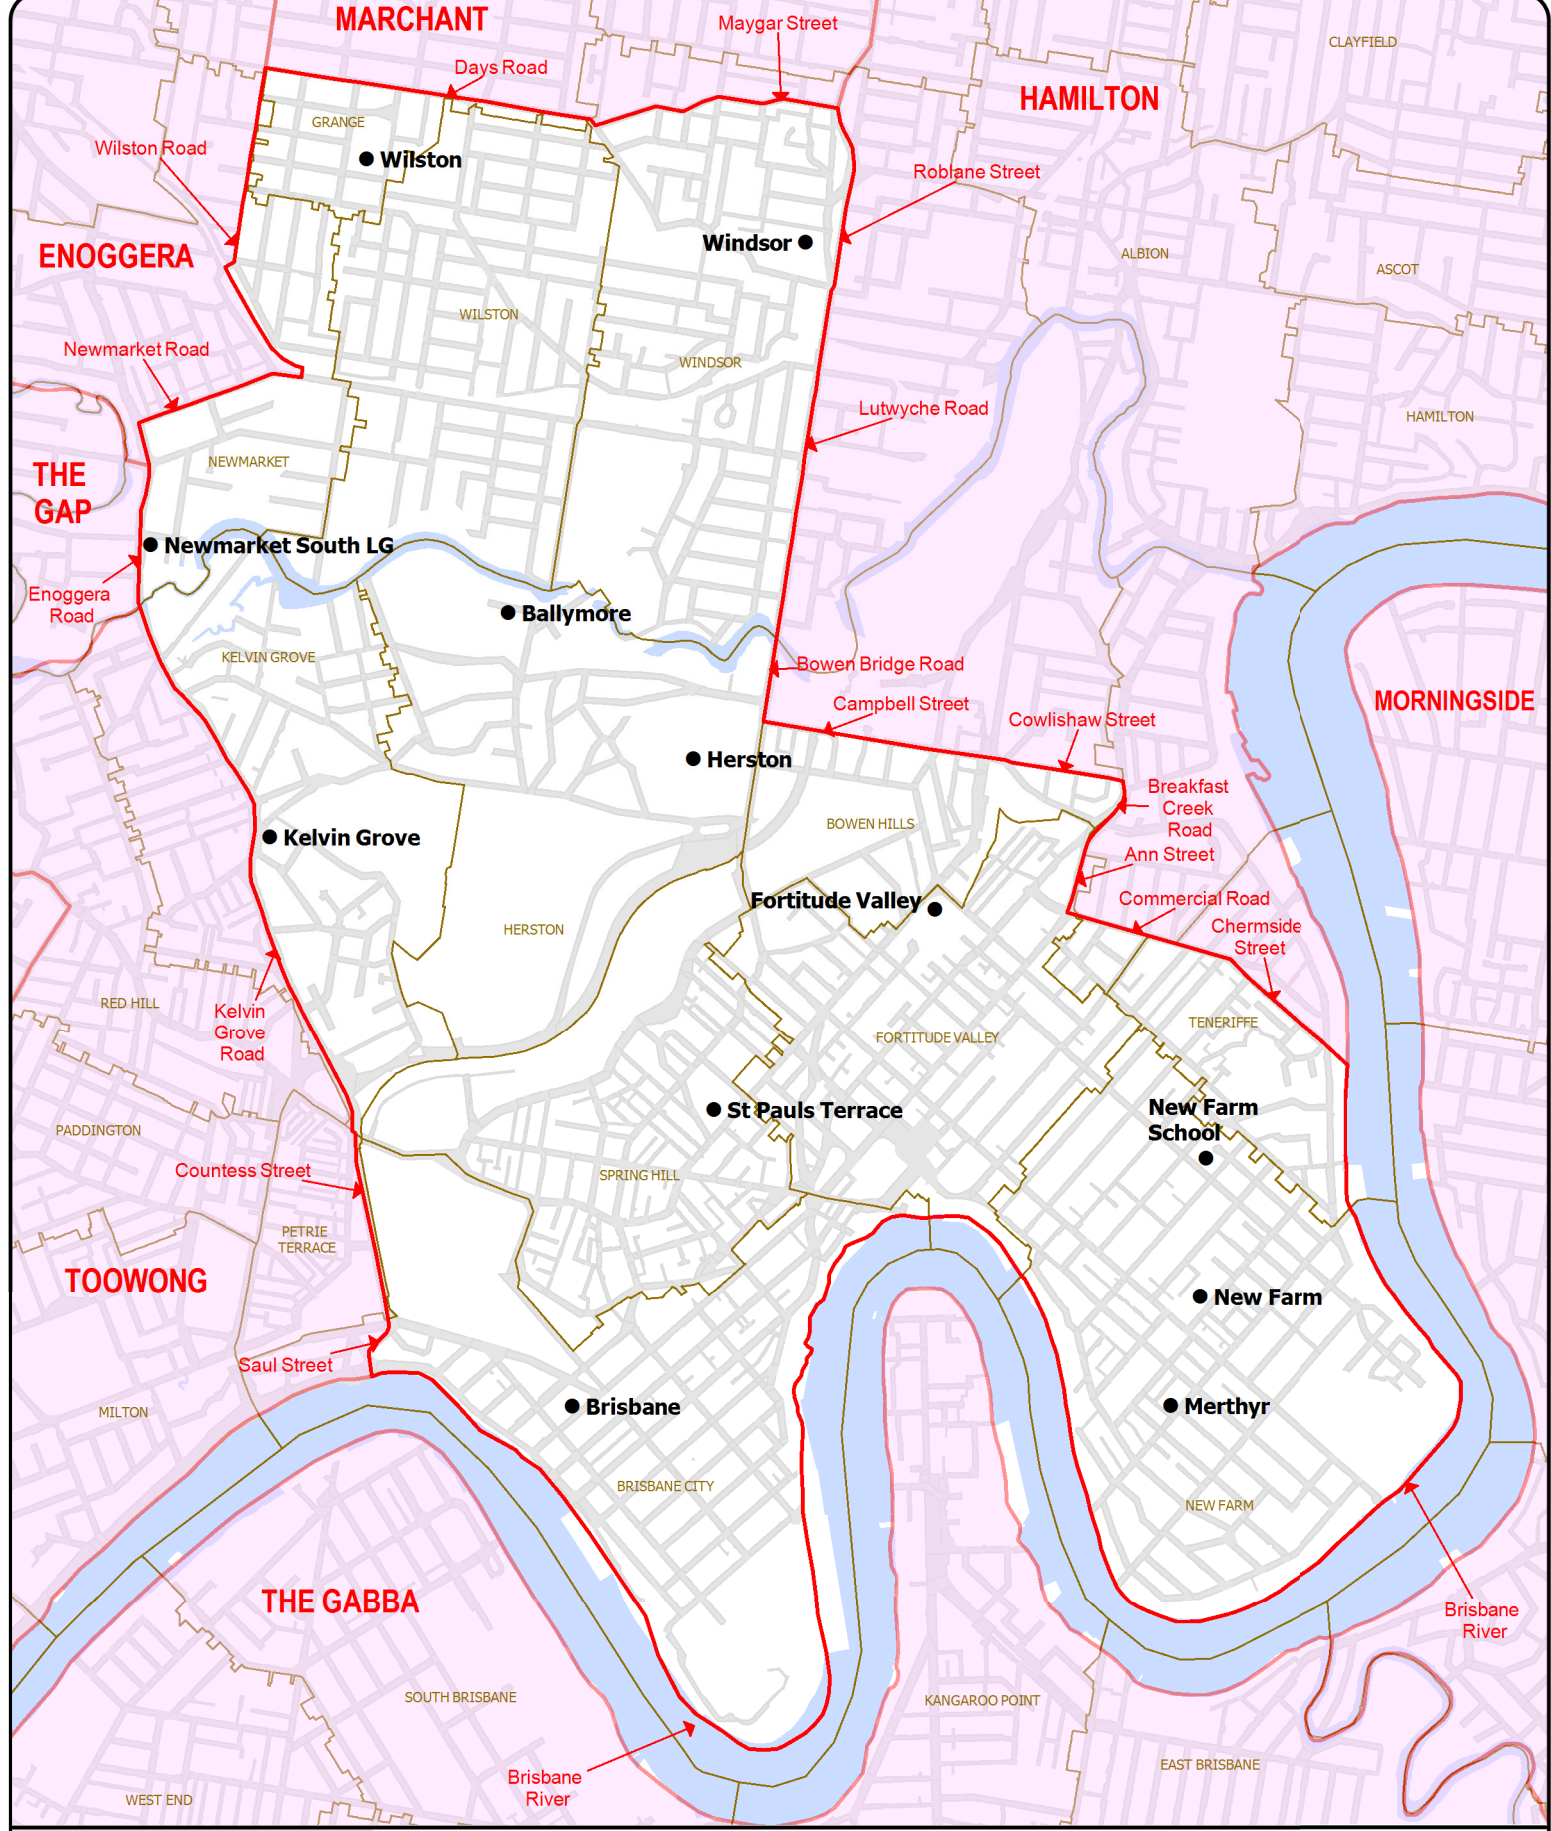 MARCHANT
Maygar Street
CLAYFIELD
Days Road
HAMILTON
GRANGE
Wilston Road
Wilston
Roblane Street
ENOGGERA
Windsor
ALBION
ASCOT
WILSTON
Newmarket Road
WINDSOR
Lutwyche Road
HAMILTON
THE
GAP
NEWMARKET
Newmarket South LG
Enoggera
Road
Ballymore
KELVIN GROVE
Bowen Bridge Road
Campbell Street
MORNINGSIDE
Cowlishaw Street
Herston
Breakfast
Creek
Road
BOWEN HILLS
Kelvin Grove
Ann Street
Fortitude Valley
Commercial Road
HERSTON
Chermside
Street
RED HILL
Kelvin
Grove
Road
TENERIFFE
FORTITUDE VALLEY
St Pauls Terrace
New Farm
School
PADDINGTON
Countess Street
SPRING HILL
PETRIE
TERRACE
TOOWONG
New Farm
Saul Street
MILTON
Brisbane
Merthyr
BRISBANE CITY
NEW FARM
THE GABBA
Brisbane
River
SOUTH BRISBANE
KANGAROO POINT
Brisbane
River
EAST BRISBANE
WEST END